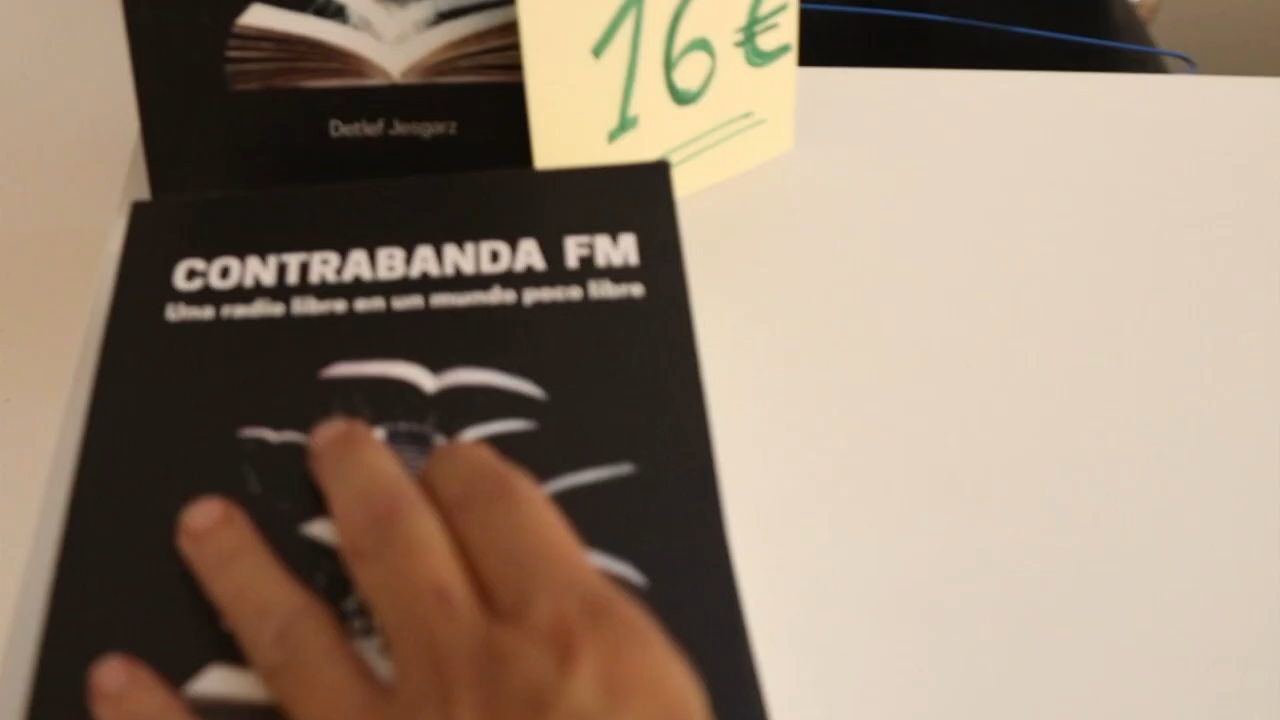 16 €
Detlef Jesgarz
CONTRABANDA FM
Una radio libre en un mundo poco libre